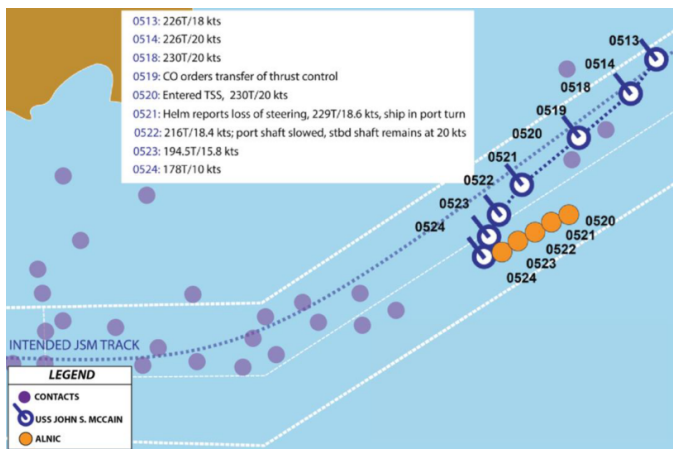 0513: 226T/18 kts
0514: 226T/20 kts
0518: 230T/20 kts
0519: CO orders transfer of thrust control
0520: Entered TSS, 230T/20 kts
0521: Helm reports loss of steering, 229T/18.6 kts, ship in port turn
0522: 216T/18.4 kts; port shaft slowed, stbd shaft remains at 20 kts
0523: 194.5T/15.8 kts
0524: 178T/10 kts
0513
0514
0518
0519
0520
0521
0522
0523
0524
0520
0521
0522
0523
0524
INTENDED JSM TRACK
LEGEND
CONTACTS
USS JOHN S. MCCAIN
ALNIC